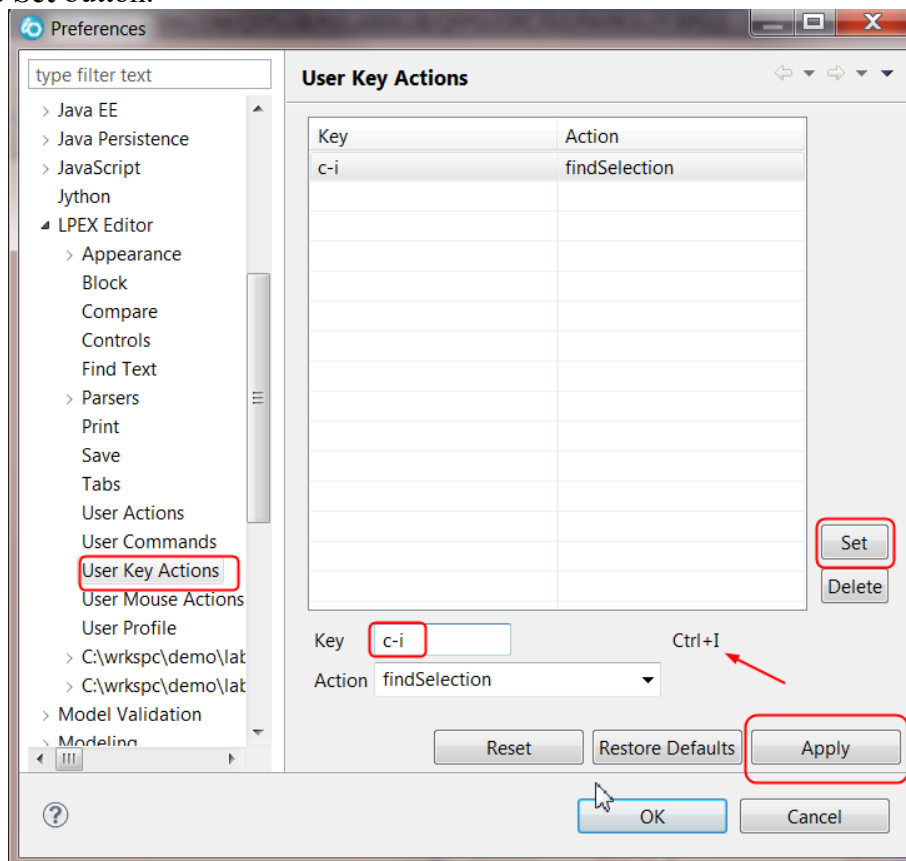 Set button.
Preferences
type filter text
User Key Actions
Java EE
Java Persistence
JavaScript
Jython
LPEX Editor
Appearance
Block
Compare
Controls
Find Text
Parsers
Print
Save
Tabs
User Actions
User Commands
User Key Actions
User Mouse Actions
User Profile
C:\wrkspc\demo\lab
C:\wrkspc\demo\lab
Model Validation
Modeling
Key Action
c-i findSelection
Set
Delete
Key c-i Ctrl+I
Action findSelection
Reset Restore Defaults Apply
? OK Cancel